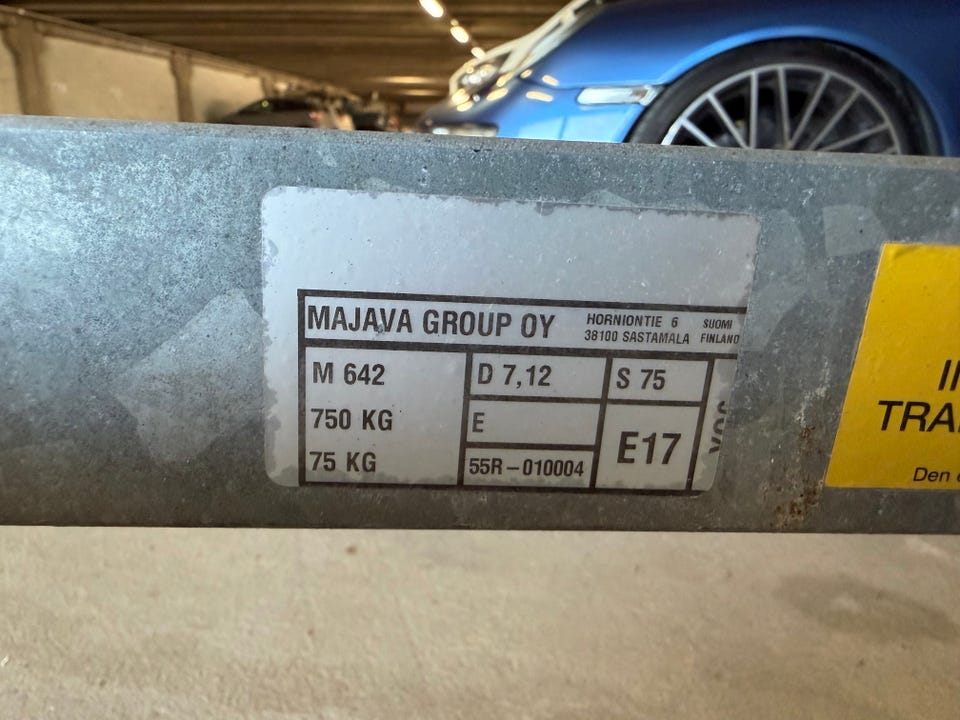 MAJAVA GROUP OY
HORNIONTIE 6 SUOMI
38100 SASTAMALA FINLAND
M 642
750 KG
75 KG
D 7,12
E
55R-010004
S 75
E17
TRA
Den